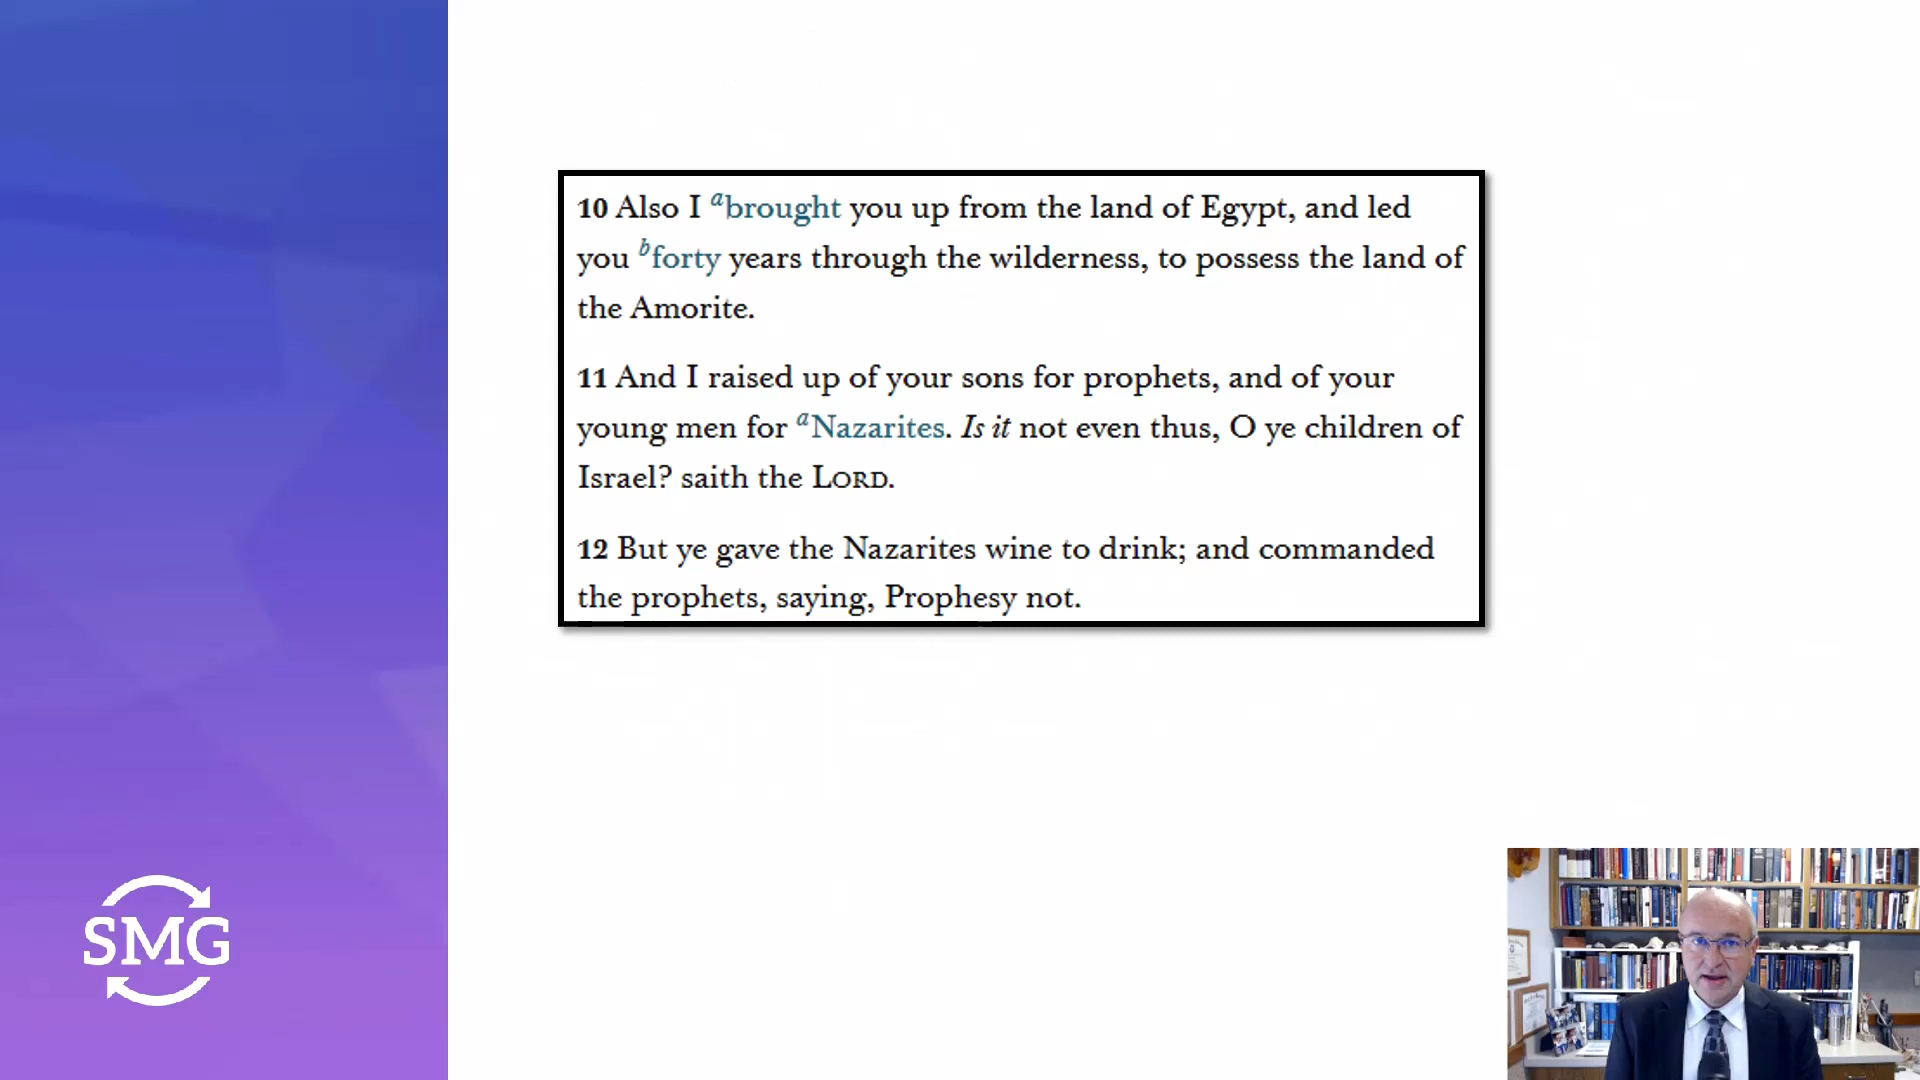 10 Also I ᵃbrought you up from the land of Egypt, and led
you ᵇforty years through the wilderness, to possess the land of
the Amorite.
11 And I raised up of your sons for prophets, and of your
young men for ᵃNazarites. Is it not even thus, O ye children of
Israel? saith the LORD.
12 But ye gave the Nazarites wine to drink; and commanded
the prophets, saying, Prophesy not.
SMG